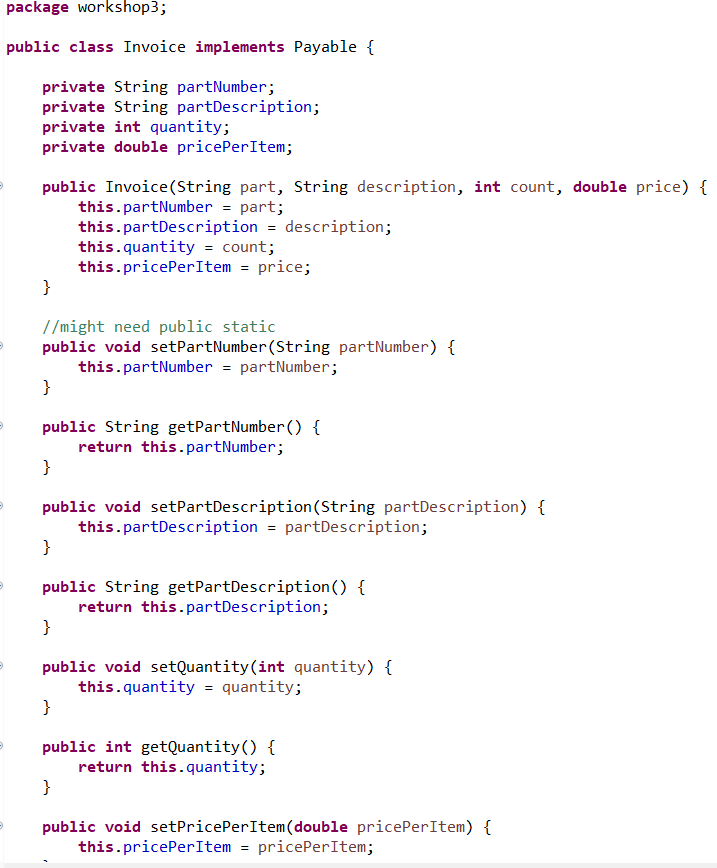 package workshop3;
public class Invoice implements Payable {
private String partNumber;
private String partDescription;
private int quantity;
private double pricePerItem;
public Invoice(String part, String description, int count, double price) {
this.partNumber = part;
this.partDescription = description;
this.quantity = count;
this.pricePerItem = price;
}
//might need public static
public void setPartNumber(String partNumber) {
this.partNumber = partNumber;
}
public String getPartNumber() {
return this.partNumber;
}
public void setPartDescription(String partDescription) {
this.partDescription = partDescription;
}
public String getPartDescription() {
return this.partDescription;
}
public void setQuantity(int quantity) {
this.quantity = quantity;
}
public int getQuantity() {
return this.quantity;
}
public void setPricePerItem(double pricePerItem) {
this.pricePerItem = pricePerItem;